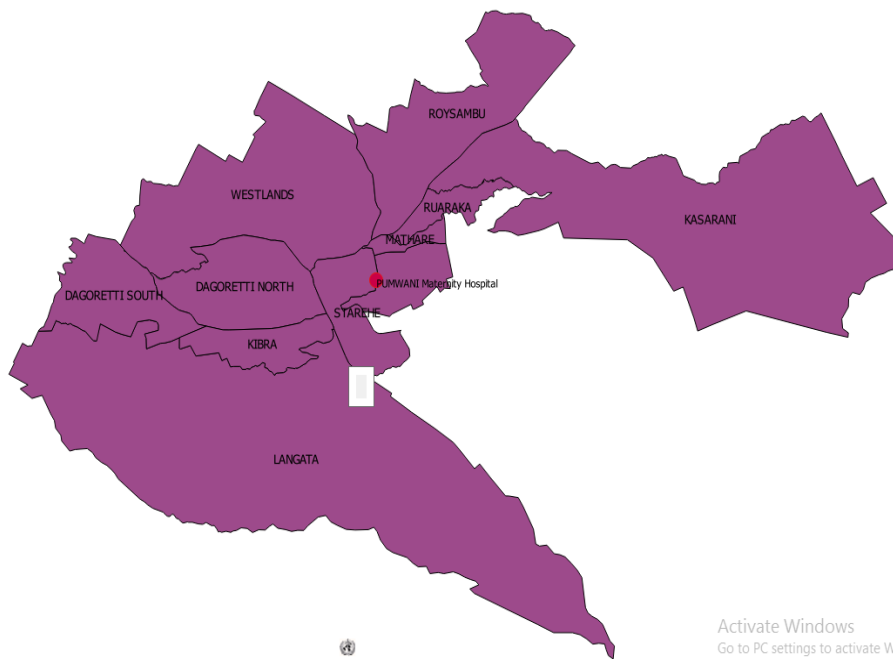 ROYSAMBU
WESTLANDS
RUARAKA
KASARANI
MATHARE
DAGORETTI SOUTH
DAGORETTI NORTH
PUMWANI Maternity Hospital
STAREHE
KIBRA
LANGATA
Activate Windows
Go to PC settings to activate W